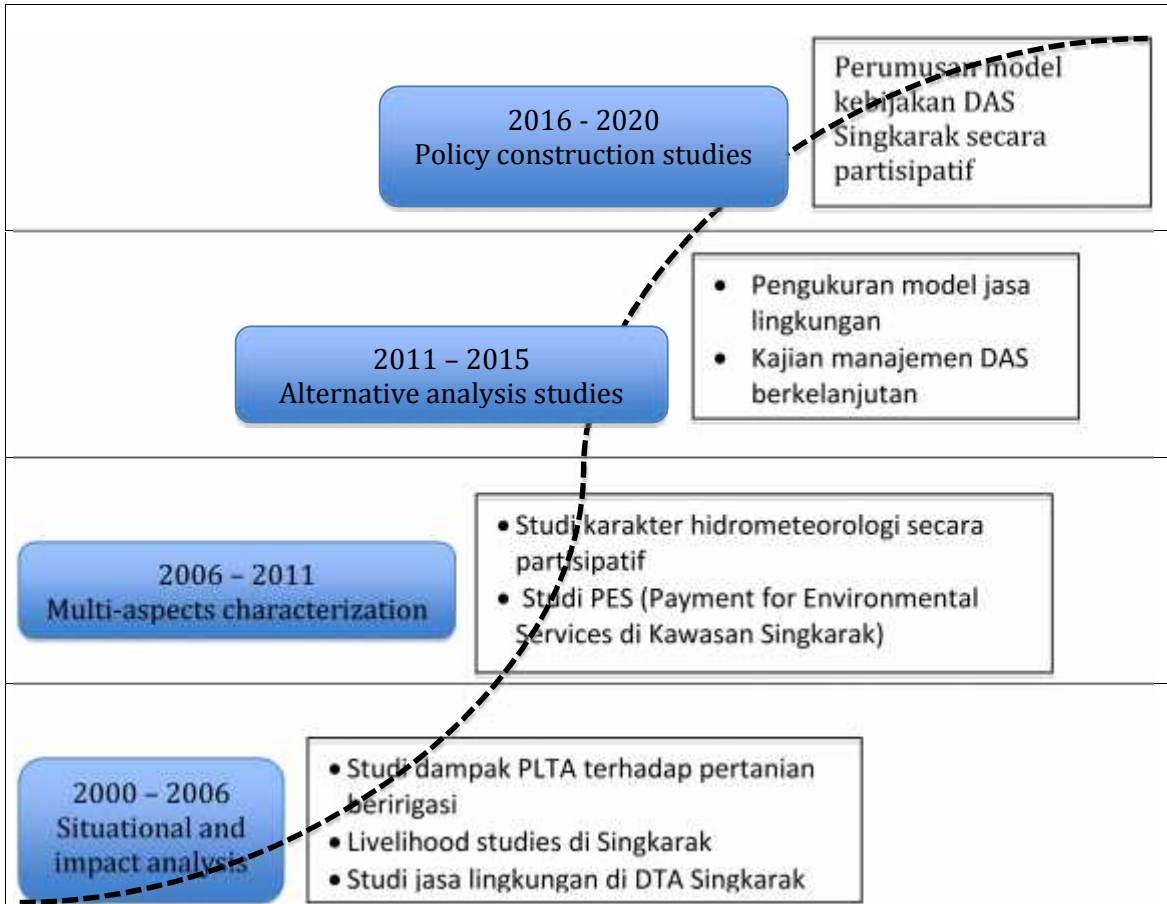 2016 - 2020
Policy construction studies
Perumusan model
kebijakan DAS
Singkarak secara
partisipatif
2011 – 2015
Alternative analysis studies
• Pengukuran model jasa
lingkungan
• Kajian manajemen DAS
berkelanjutan
2006 – 2011
Multi-aspects characterization
• Studi karakter hidrometeorologi secara
partisipatif
• Studi PES (Payment for Environmental
Services di Kawasan Singkarak)
2000 – 2006
Situational and
impact analysis
• Studi dampak PLTA terhadap pertanian
beririgasi
• Livelihood studies di Singkarak
• Studi jasa lingkungan di DTA Singkarak